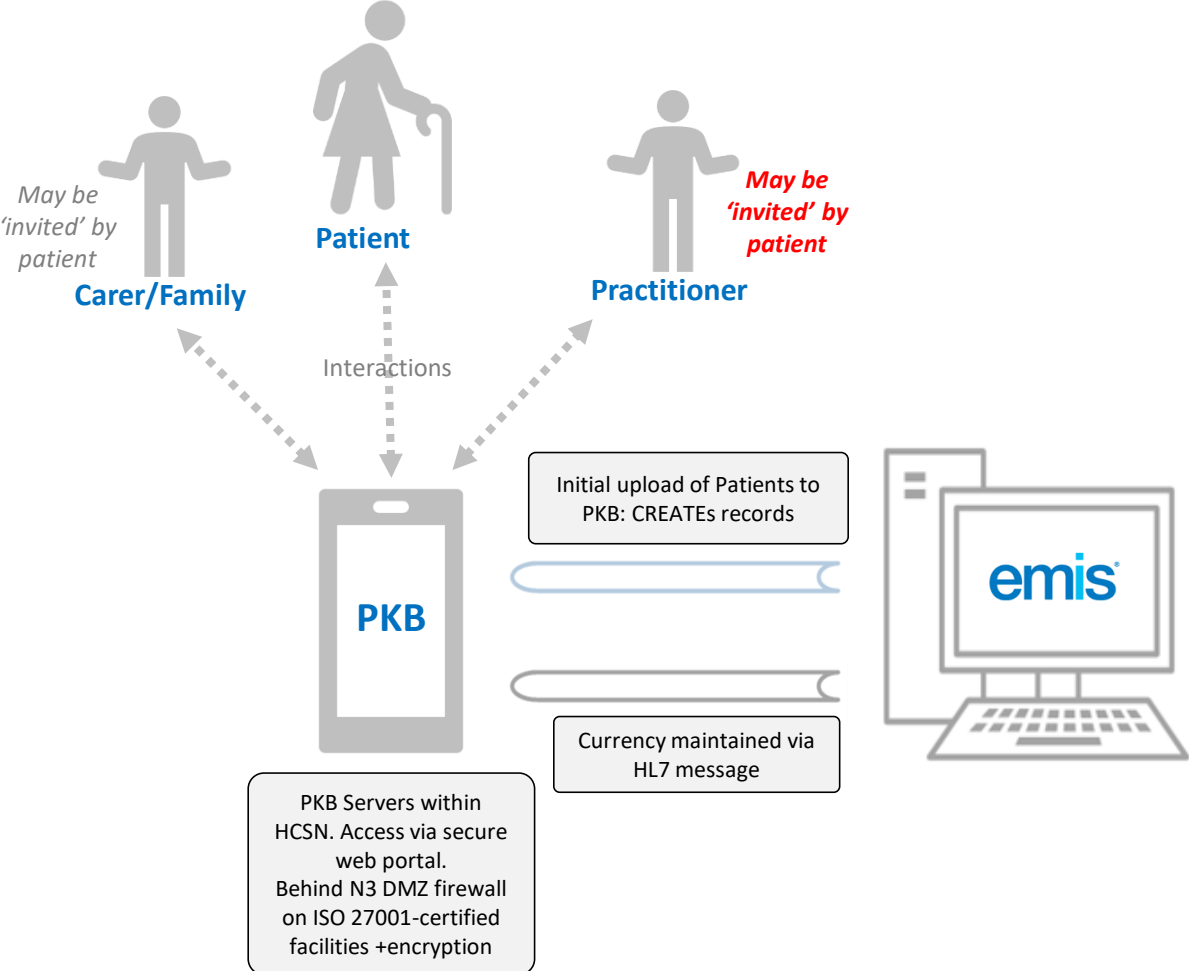 May be
‘invited’ by
patient
Carer/Family
Patient
May be
‘invited’ by
patient
Practitioner
Interactions
Initial upload of Patients to
PKB: CREATEs records
PKB
emis
Currency maintained via
HL7 message
PKB Servers within
HCSN. Access via secure
web portal.
Behind N3 DMZ firewall
on ISO 27001-certified
facilities +encryption